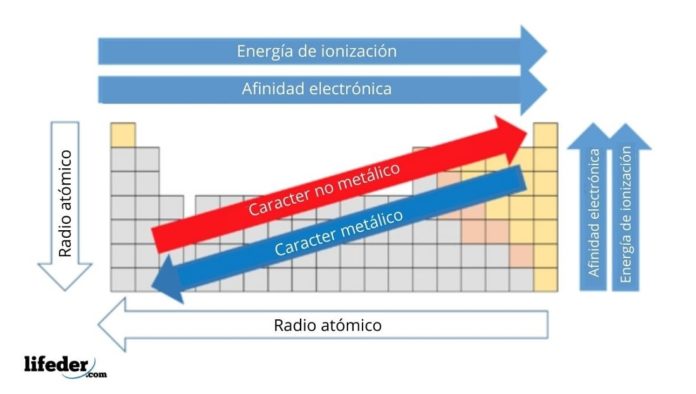 Energía de ionización
Afinidad electrónica
Radio atómico
Caracter no metálico
Caracter metálico
Afinidad electrónica
Energía de ionización
Radio atómico
lifeder.com